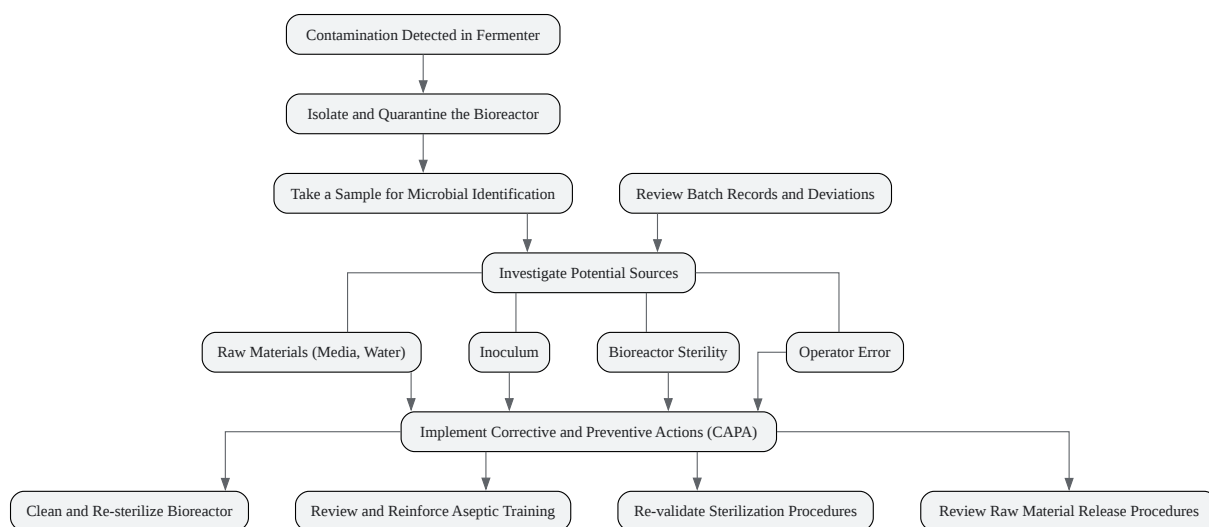 Contamination Detected in Fermenter
Isolate and Quarantine the Bioreactor
Take a Sample for Microbial Identification
Review Batch Records and Deviations
Investigate Potential Sources
Raw Materials (Media, Water)
Inoculum
Bioreactor Sterility
Operator Error
Implement Corrective and Preventive Actions (CAPA)
Clean and Re-sterilize Bioreactor
Review and Reinforce Aseptic Training
Re-validate Sterilization Procedures
Review Raw Material Release Procedures